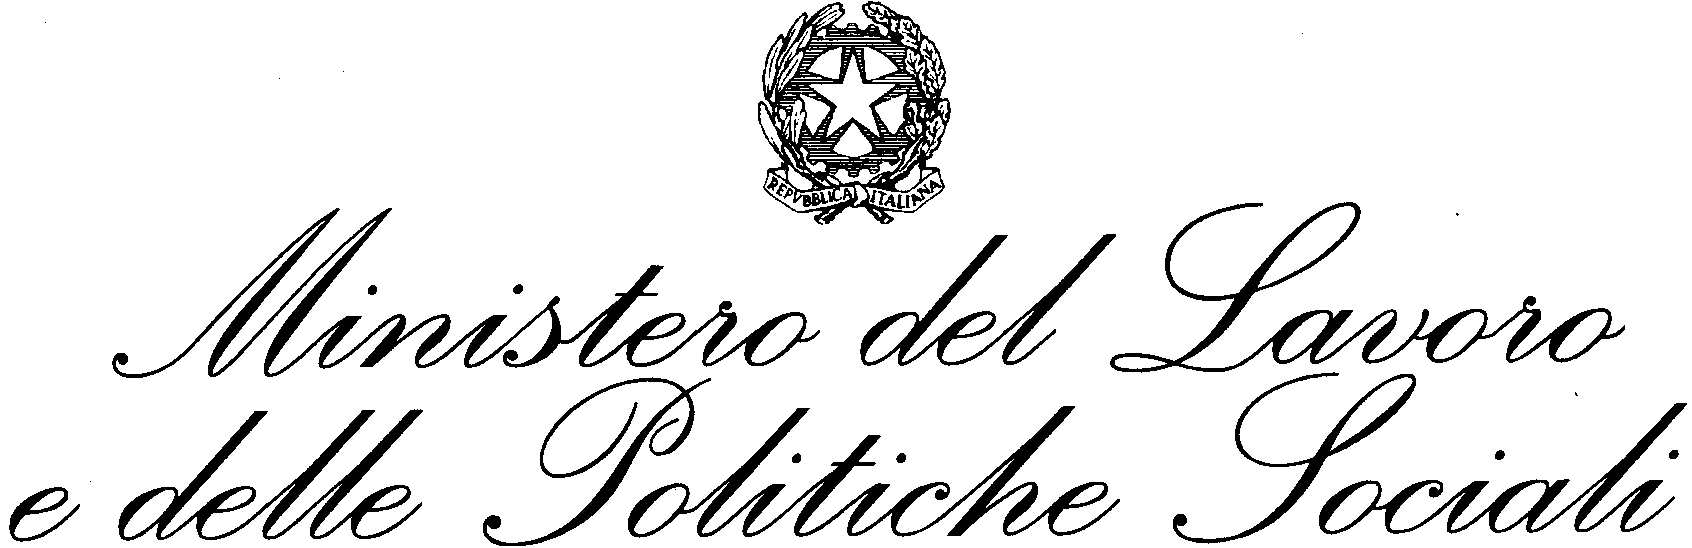 REPVBBLICA ITALIANA
Ministero del Lavoro
e delle Politiche Sociali